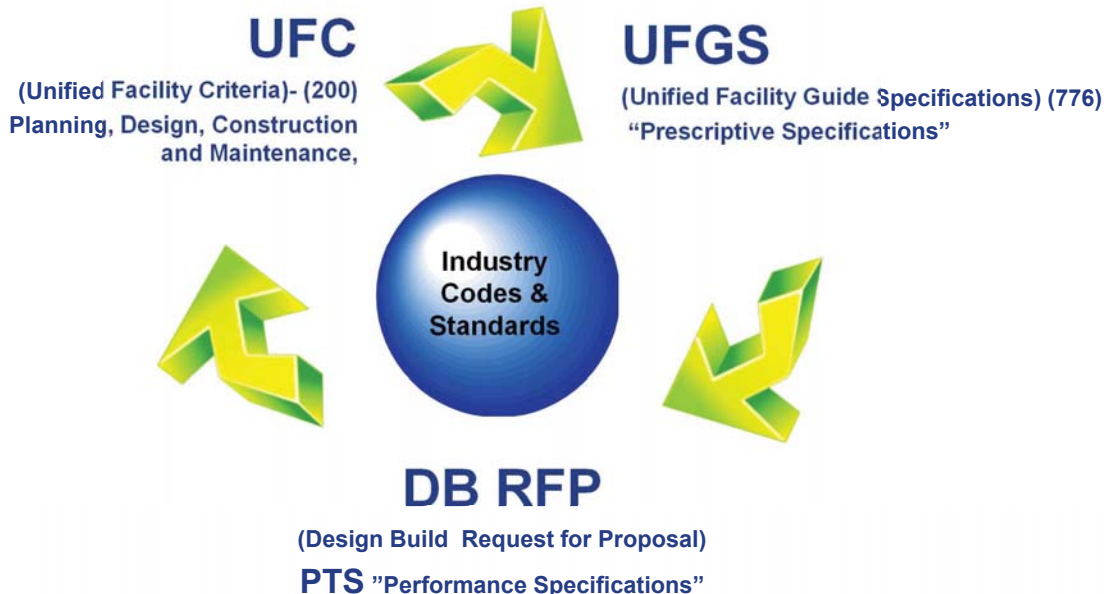 UFC
(Unified Facility Criteria)- (200)
Planning, Design, Construction
and Maintenance,
UFGS
(Unified Facility Guide Specifications) (776)
“Prescriptive Specifications”
Industry
Codes &
Standards
DB RFP
(Design Build Request for Proposal)
PTS ”Performance Specifications”